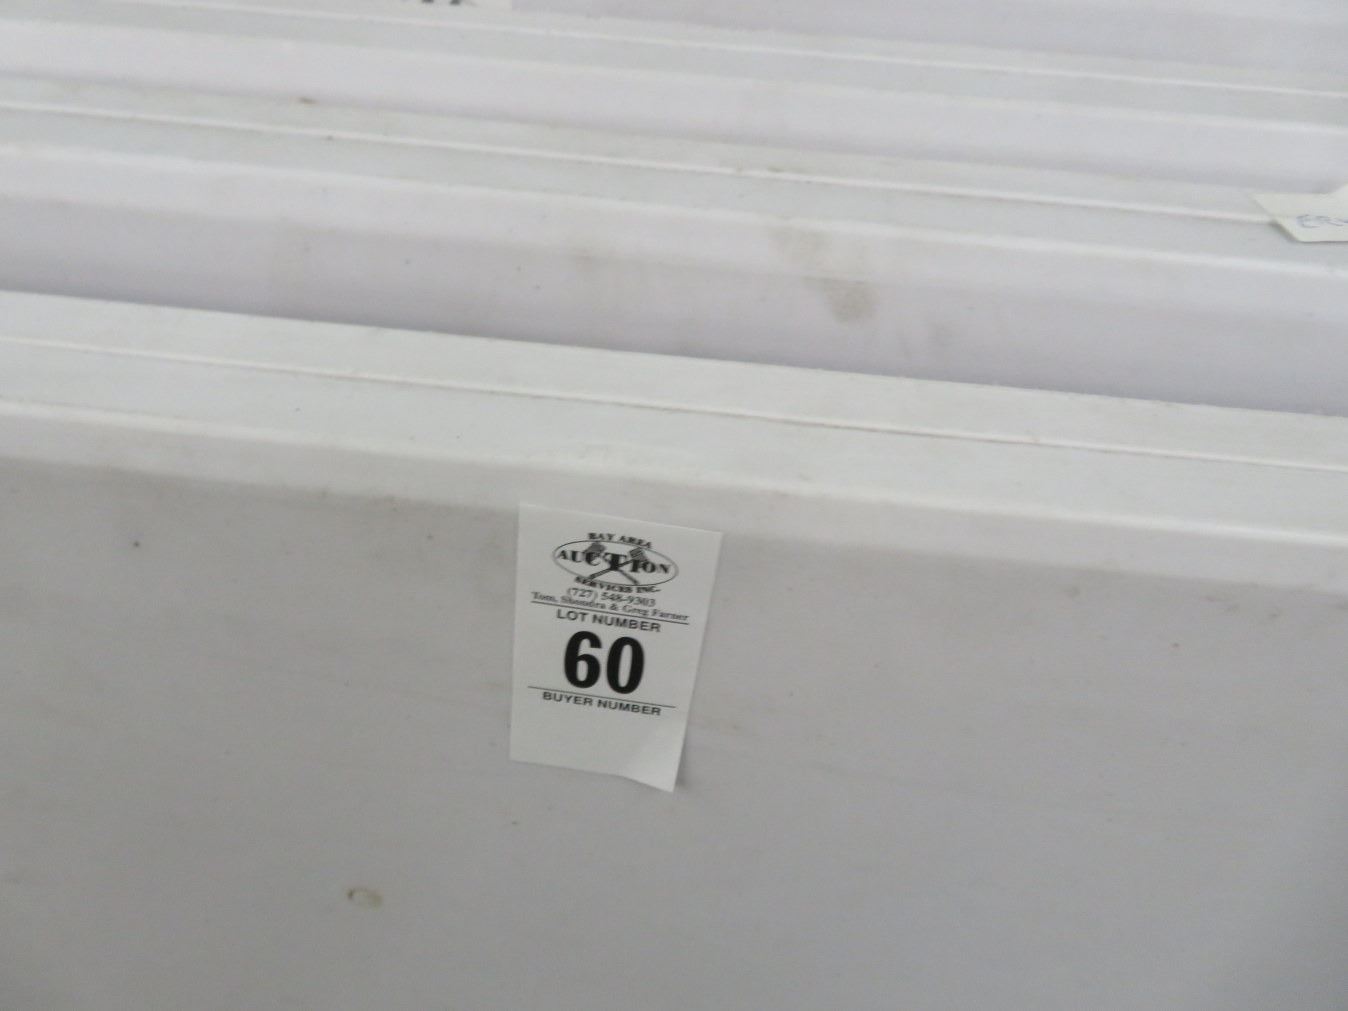 BAY AREA
AUCTION
SERVICES INC.
(727) 548-9303
Tom, Shondra & Greg Farner
LOT NUMBER
60
BUYER NUMBER